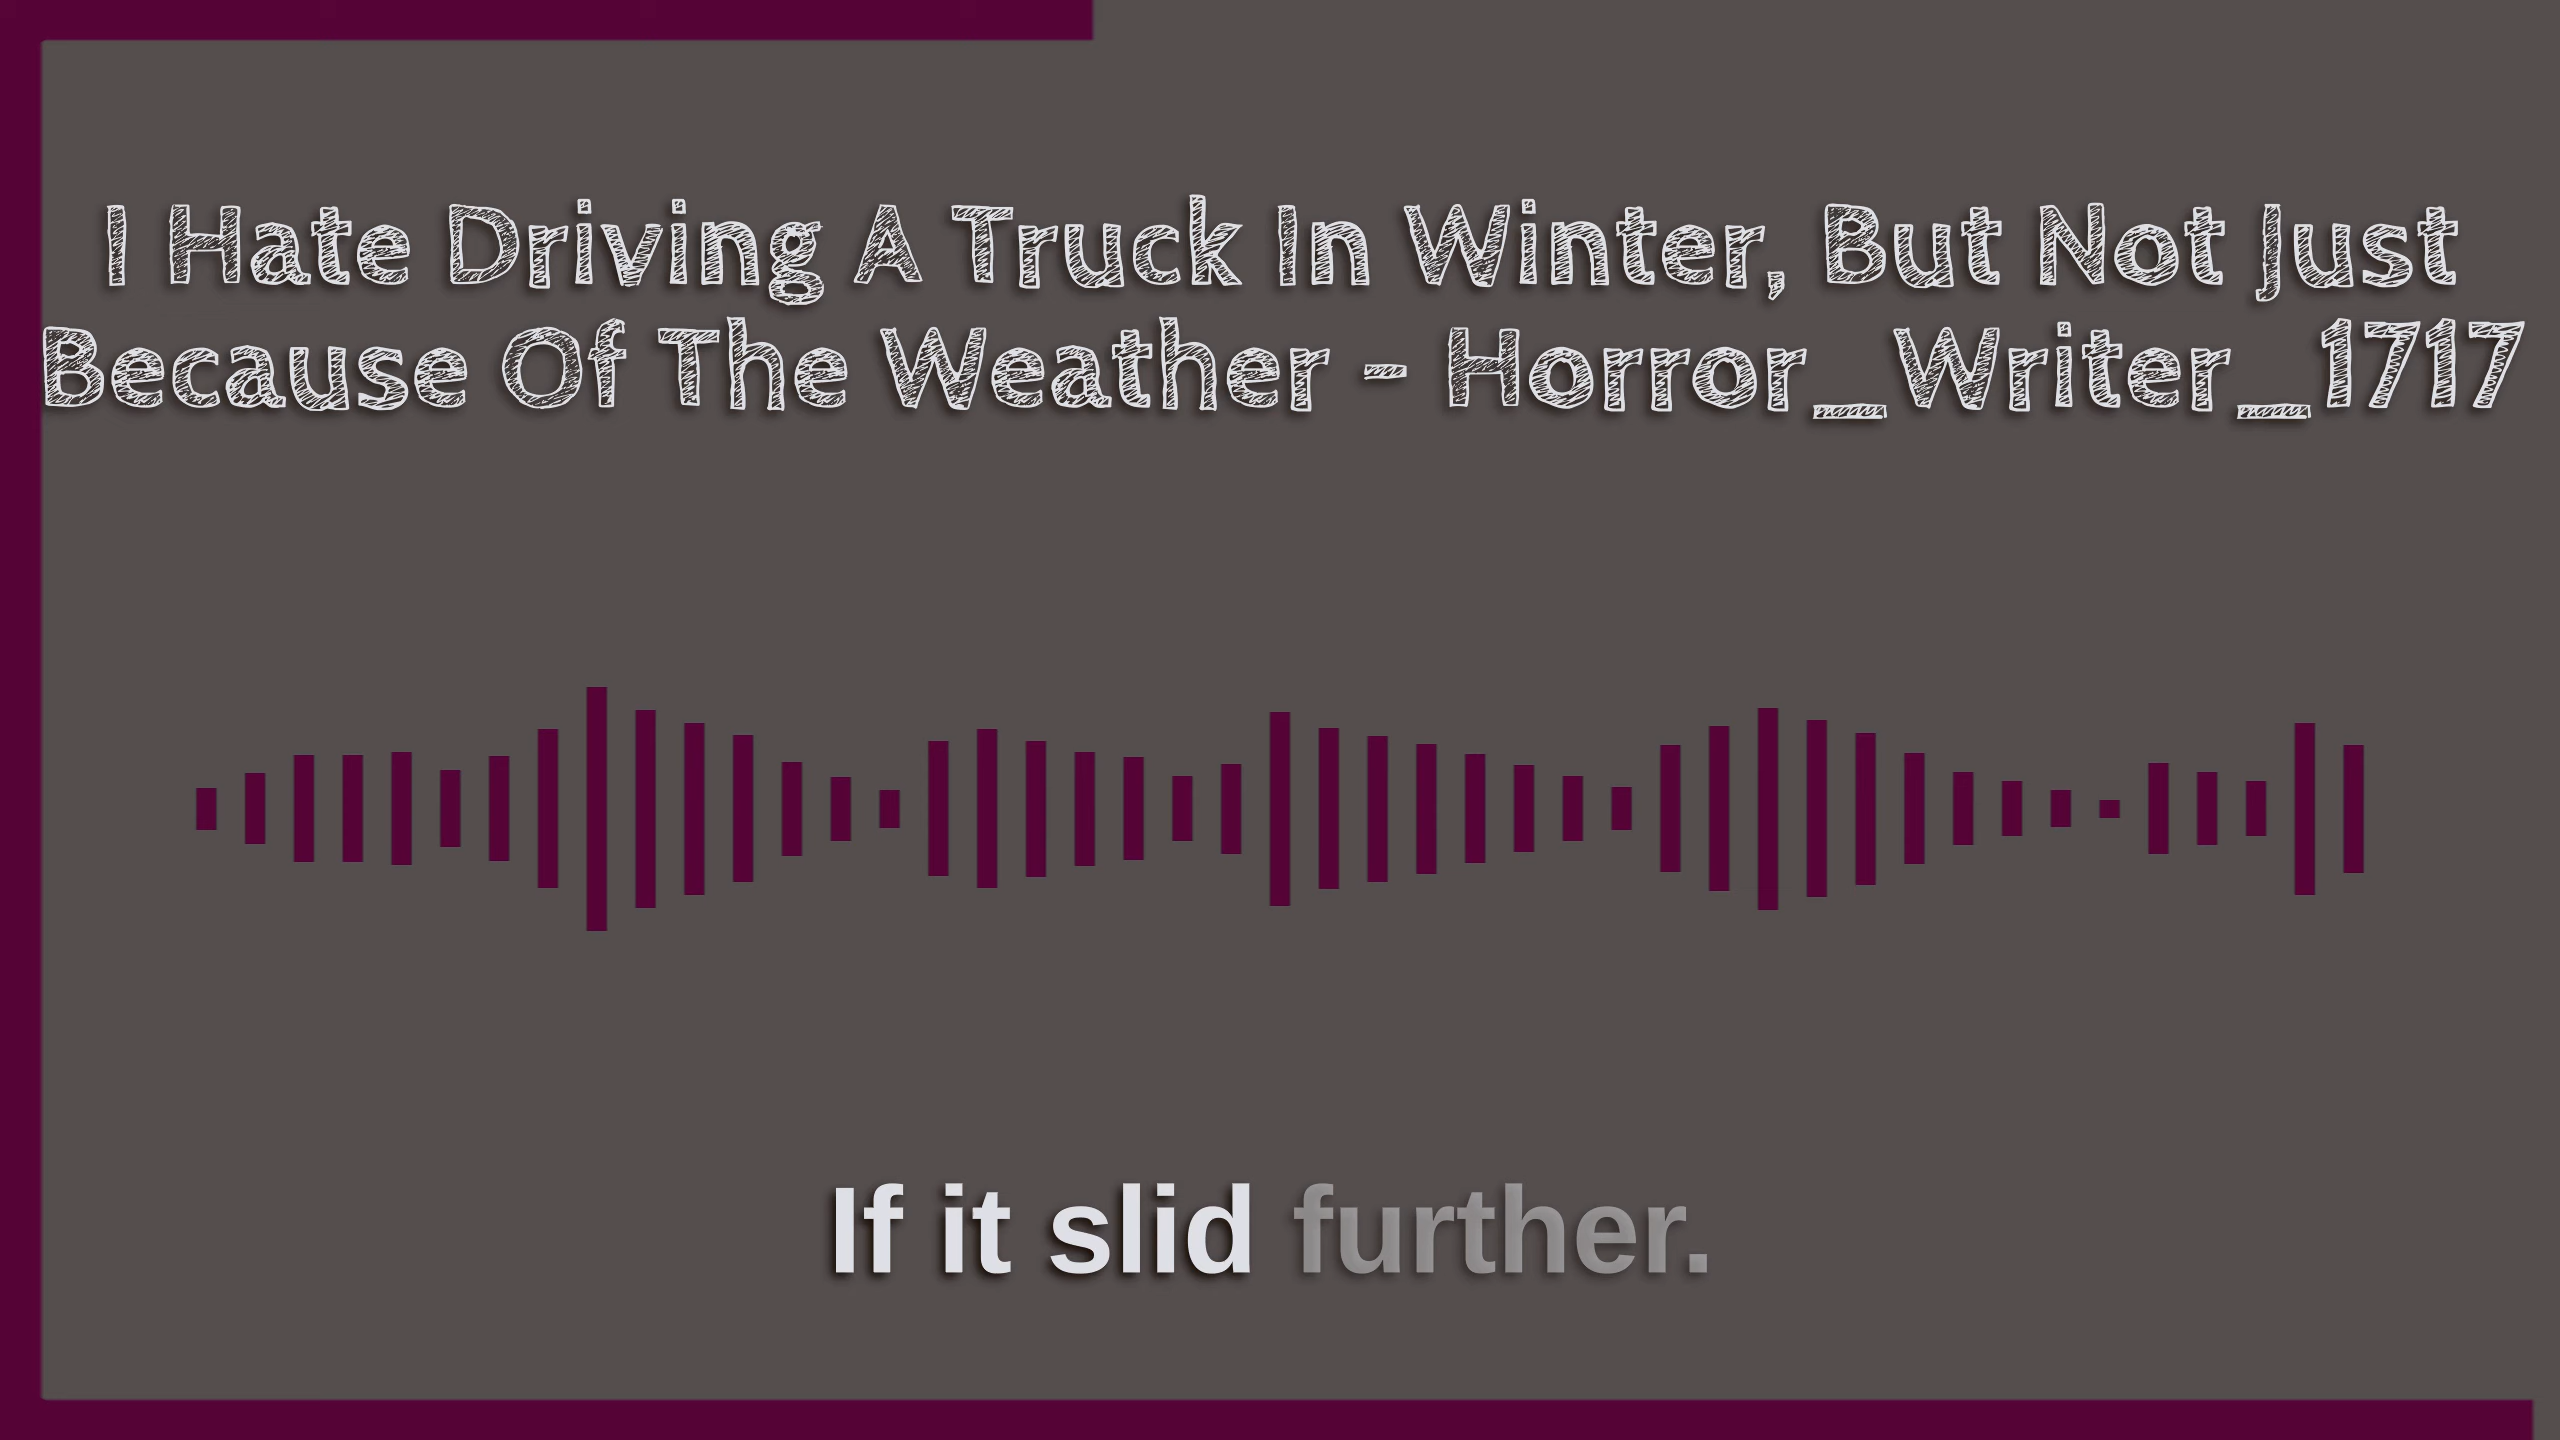 I Hate Driving A Truck In Winter, But Not Just
Because Of The Weather - Horror_Writer_1717
If it slid further.